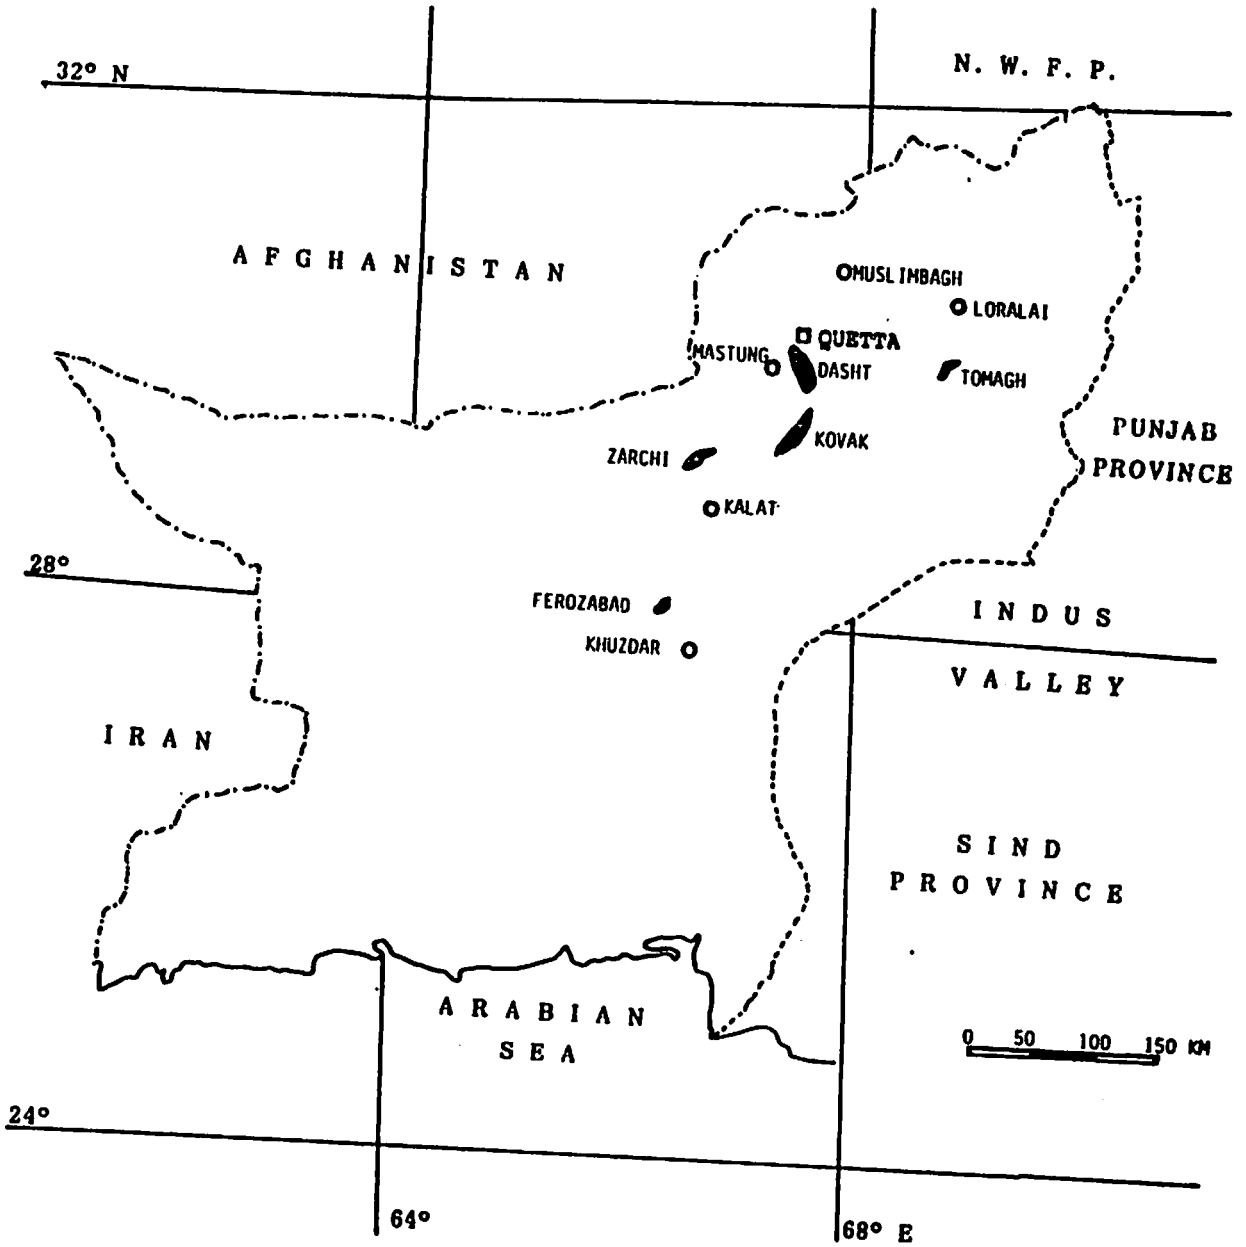 32° N
N. W. F. P.
AFGHANISTAN
MUSLIMBAGH
LORALAI
QUETTA
MASTUNG
DASHT
TOMAGH
PUNJAB
PROVINCE
KOVAK
ZARCHI
KALAT
28°
FEROZABAD
INDUS
KHUZDAR
VALLEY
IRAN
SIND
PROVINCE
ARABIAN
SEA
0 50 100 150 KM
24°
64°
68° E